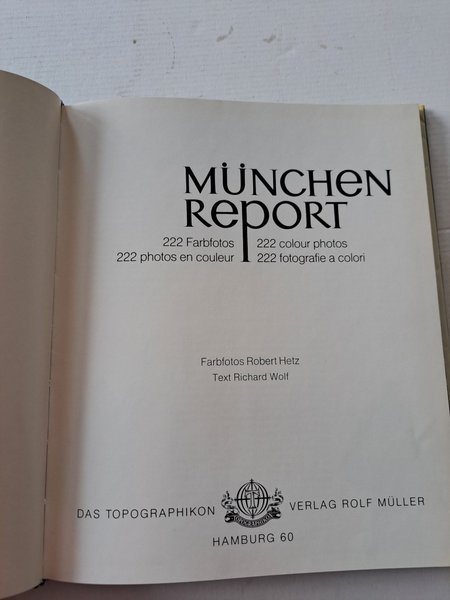 MÜNCHEN
REPORT
222 Farbfotos
222 colour photos
222 photos en couleur
222 fotografie a colori
Farbfotos Robert Hetz
Text Richard Wolf
DAS TOPOGRAPHIKON
VERLAG ROLF MÜLLER
HAMBURG 60